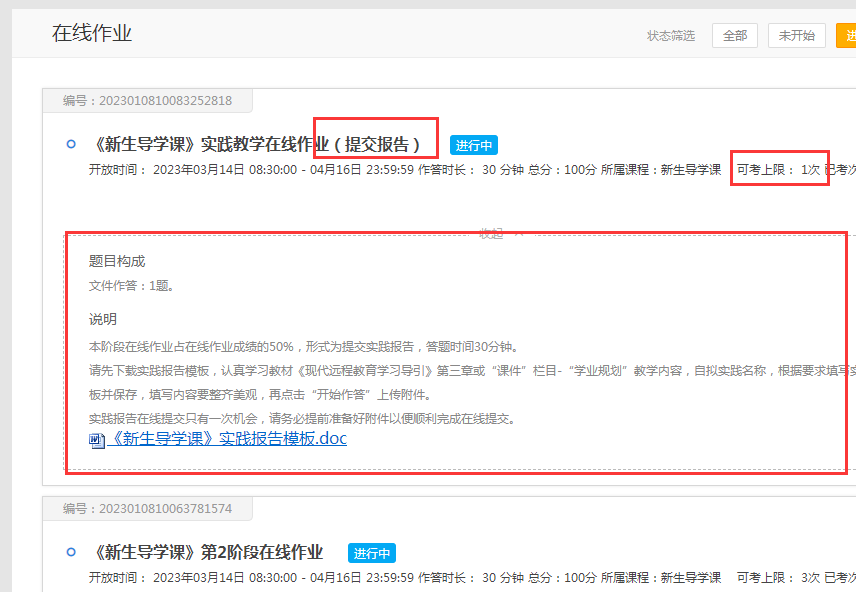 在线作业
状态筛选 全部 未开始 进
编号：2023010810083252818
《新生导学课》实践教学在线作业（提交报告） 进行中
开放时间： 2023年03月14日 08:30:00 - 04月16日 23:59:59 作答时长： 30 分钟 总分：100分 所属课程：新生导学课 可考上限： 1次 已考次
收起
题目构成
文件作答：1题。
说明
本阶段在线作业占在线作业成绩的50%，形式为提交实践报告，答题时间30分钟。
请先下载实践报告模板，认真学习教材《现代远程教育学习导引》第三章或“课件”栏目-“学业规划”教学内容，自拟实践名称，根据要求填写实
板并保存，填写内容要整齐美观，再点击“开始作答”上传附件。
实践报告在线提交只有一次机会，请务必提前准备好附件以便顺利完成在线提交。
《新生导学课》实践报告模板.doc
编号：2023010810063781574
《新生导学课》第2阶段在线作业 进行中
开放时间： 2023年03月14日 08:30:00 - 04月16日 23:59:59 作答时长： 30 分钟 总分：100分 所属课程：新生导学课 可考上限： 3次 已考次